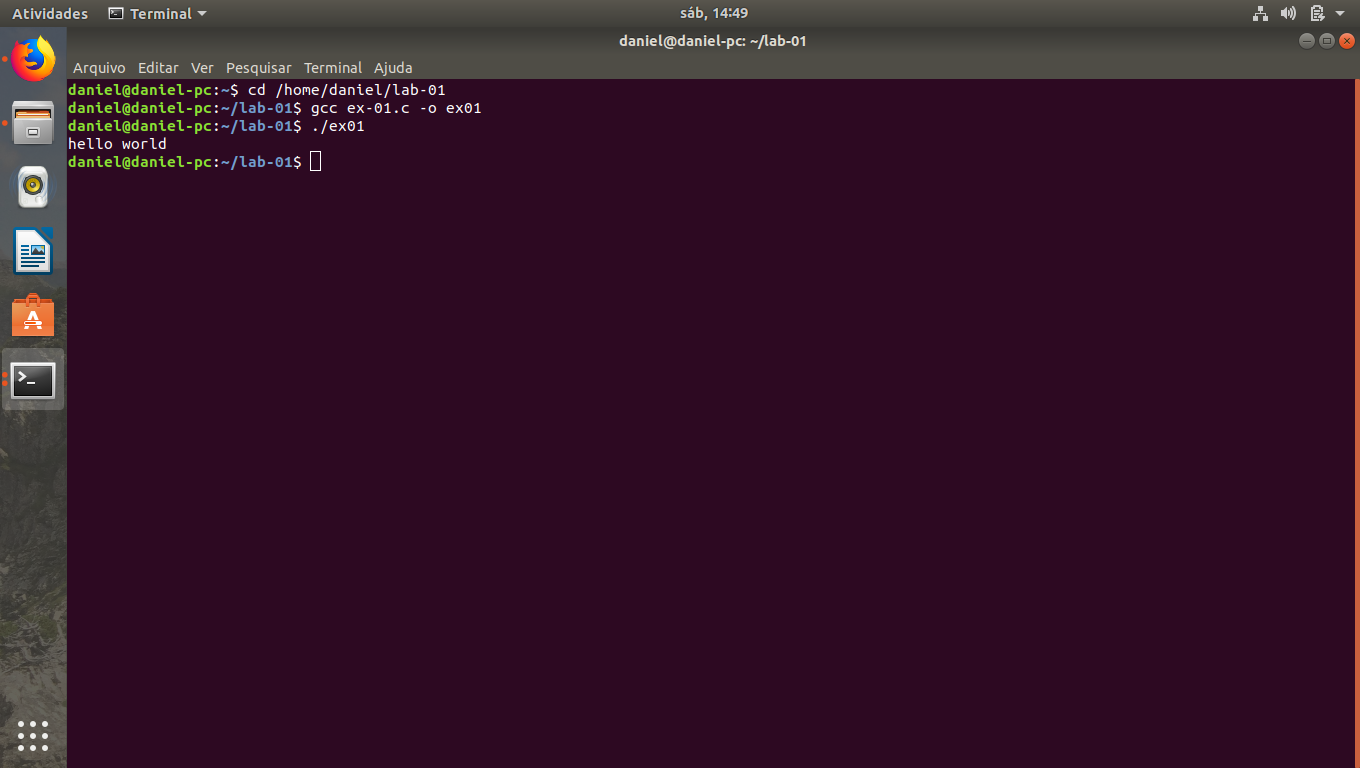 Atividades Terminal sáb, 14:49
daniel@daniel-pc: ~/lab-01
Arquivo Editar Ver Pesquisar Terminal Ajuda
daniel@daniel-pc:~$ cd /home/daniel/lab-01
daniel@daniel-pc:~/lab-01$ gcc ex-01.c -o ex01
daniel@daniel-pc:~/lab-01$ ./ex01
hello world
daniel@daniel-pc:~/lab-01$